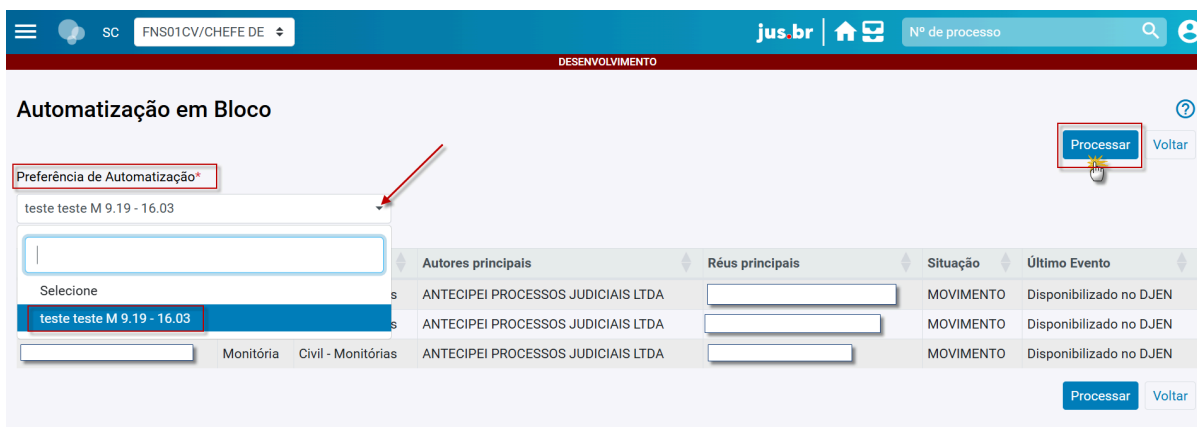 SC FNS01CV/CHEFE DE jus.br Nº de processo
DESENVOLVIMENTO
Automatização em Bloco
Processar Voltar
Preferência de Automatização*
teste teste M 9.19 - 16.03
Autores principais Réus principais Situação Último Evento
Selecione
s ANTECIPEI PROCESSOS JUDICIAIS LTDA MOVIMENTO Disponibilizado no DJEN
teste teste M 9.19 - 16.03
s ANTECIPEI PROCESSOS JUDICIAIS LTDA MOVIMENTO Disponibilizado no DJEN
Monitória Civil - Monitórias ANTECIPEI PROCESSOS JUDICIAIS LTDA MOVIMENTO Disponibilizado no DJEN
Processar Voltar